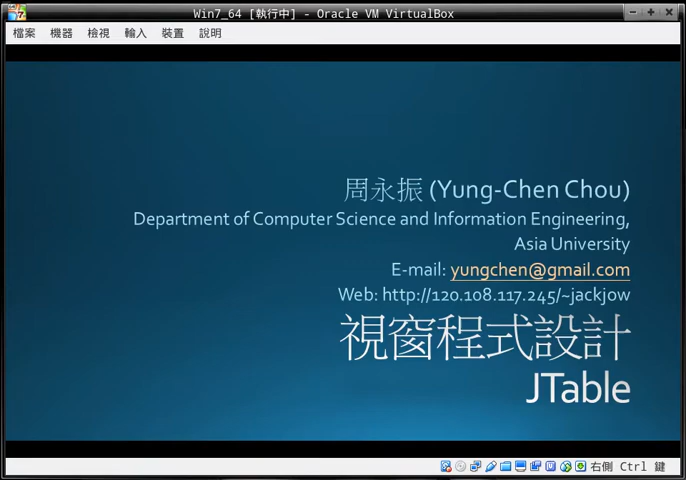 Win7_64 [執行中] - Oracle VM VirtualBox
檔案 機器 檢視 輸入 裝置 說明
周永振 (Yung-Chen Chou)
Department of Computer Science and Information Engineering,
Asia University
E-mail: yungchen@gmail.com
Web: http://120.108.117.245/~jackjow
視窗程式設計
JTable
右側 Ctrl 鍵